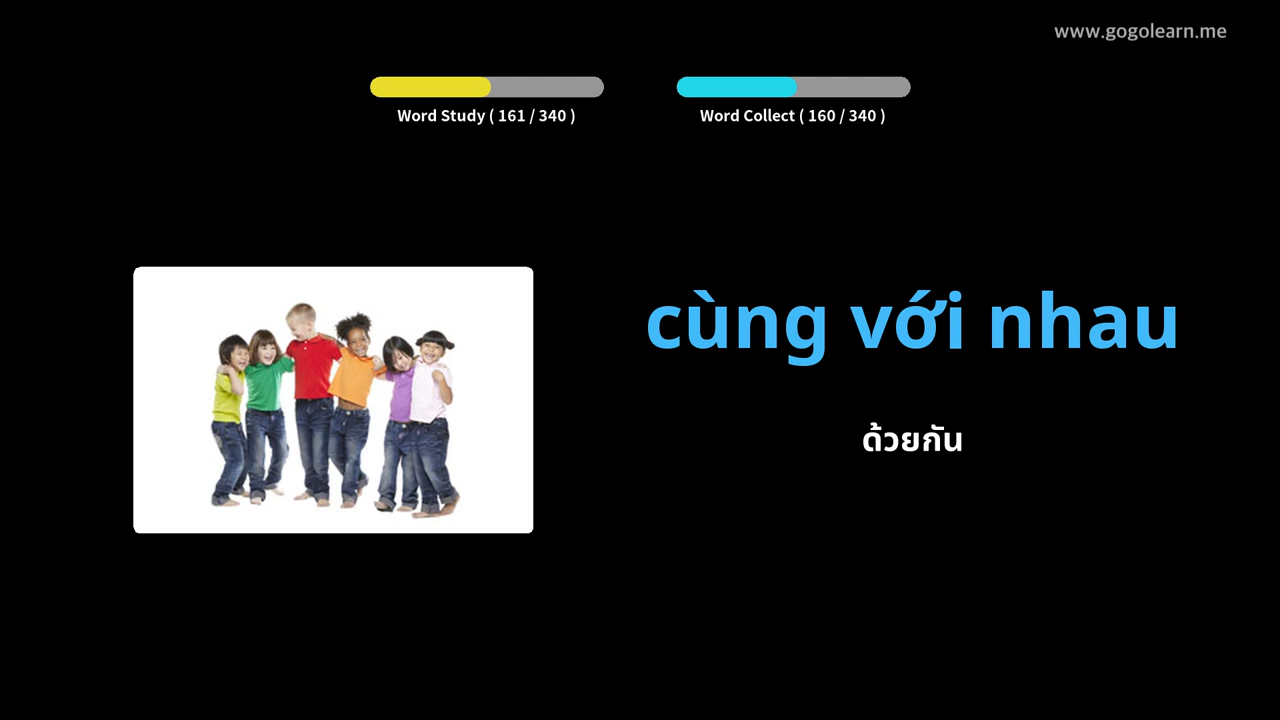 www.gogolearn.me
Word Study ( 161 / 340 )
Word Collect ( 160 / 340 )
cùng với nhau
ด้วยกัน